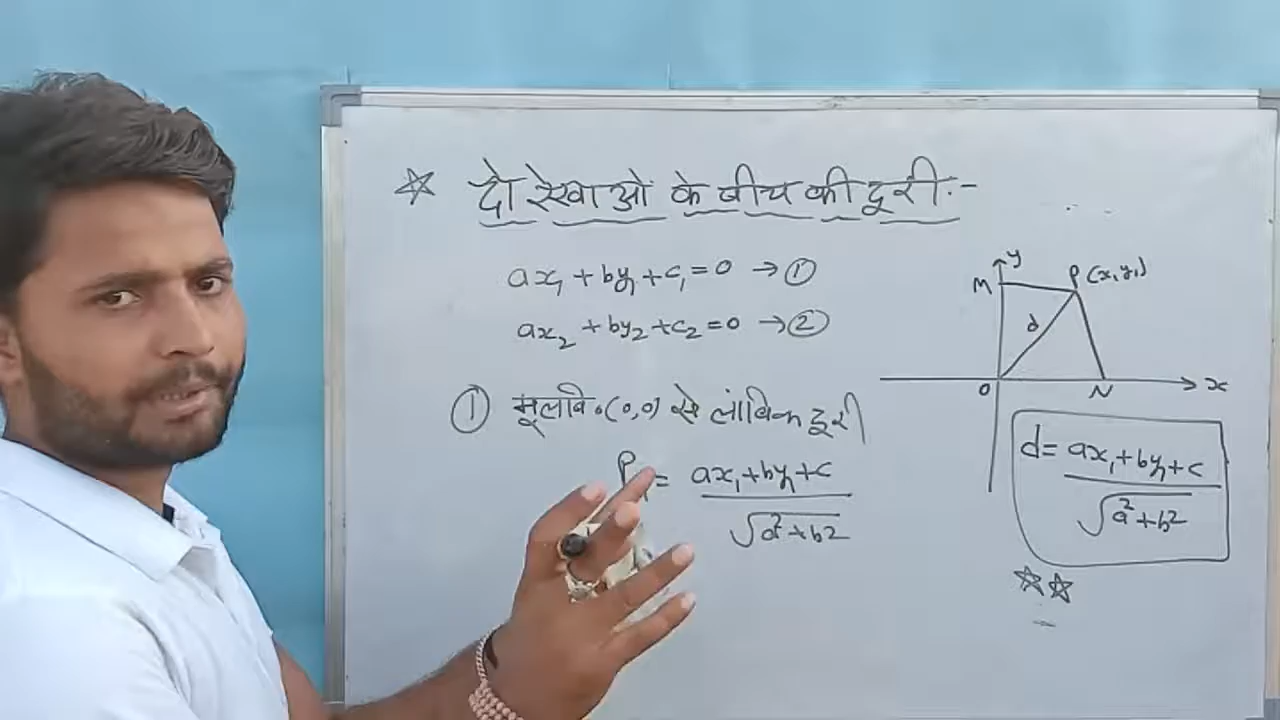 ☆ दो रेखाओं के बीच की दूरी:-
ax₁ + by₁ + c₁ = 0 → ①
ax₂ + by₂ + c₂ = 0 → ②
① मूलबि.(0,0) से लांबिक दूरी
P₁ = ax₁+by₁+c / √a²+b²
y
M
P(x₁,y₁)
d
O
N
x
d = ax₁+by₁+c / √a²+b²
☆☆